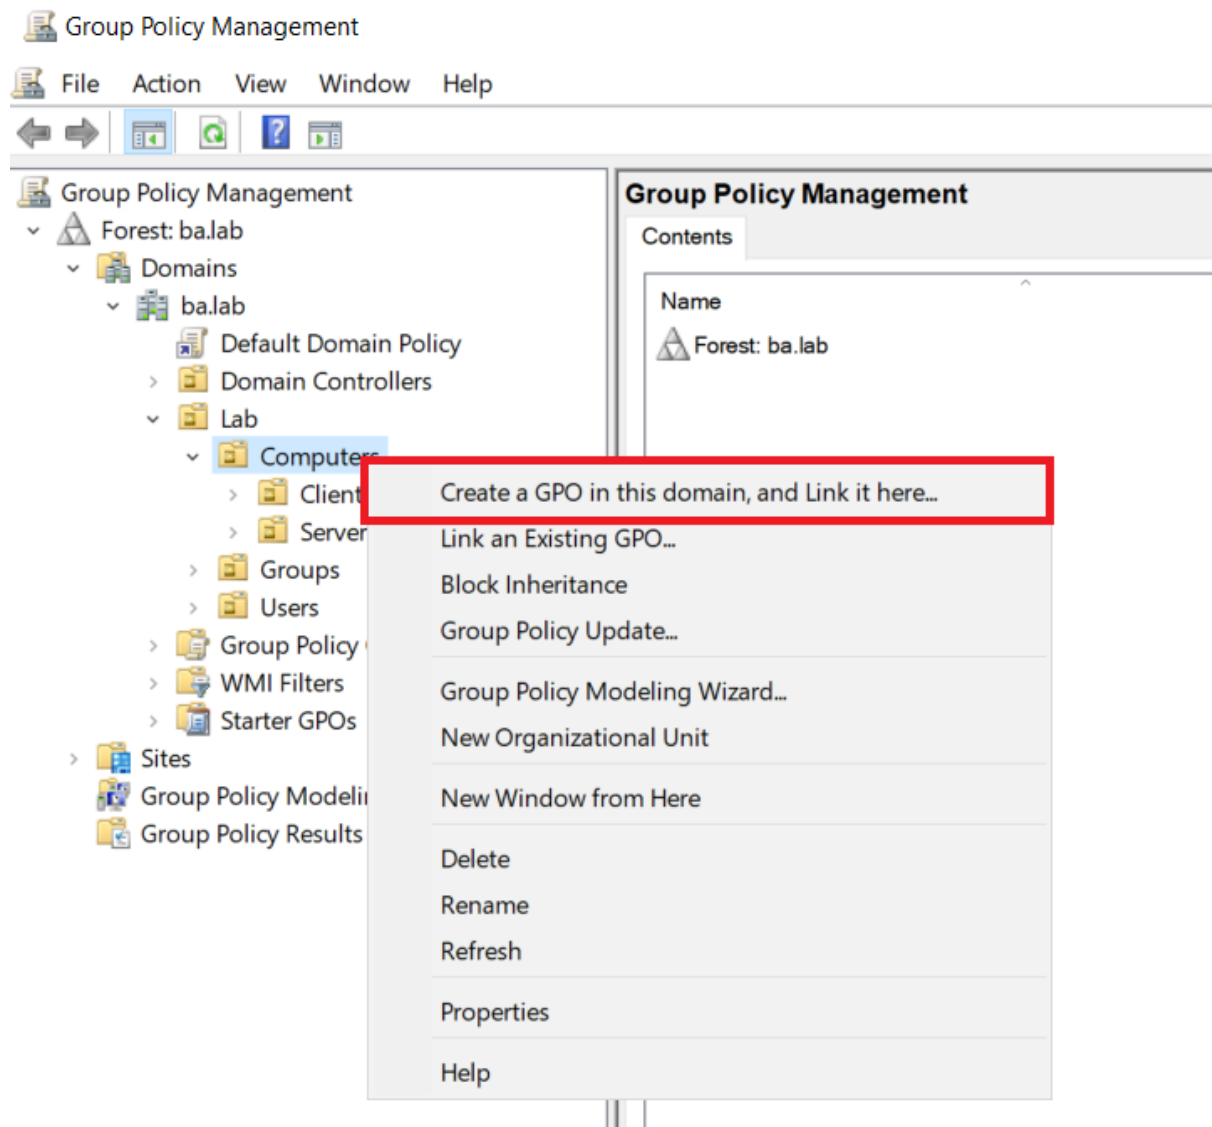 Group Policy Management
File Action View Window Help
Group Policy Management
Forest: ba.lab
Domains
ba.lab
Default Domain Policy
Domain Controllers
Lab
Computers
Client
Server
Groups
Users
Group Policy
WMI Filters
Starter GPOs
Sites
Group Policy Modeli
Group Policy Results
Group Policy Management
Contents
Name
Forest: ba.lab
Create a GPO in this domain, and Link it here...
Link an Existing GPO...
Block Inheritance
Group Policy Update...
Group Policy Modeling Wizard...
New Organizational Unit
New Window from Here
Delete
Rename
Refresh
Properties
Help